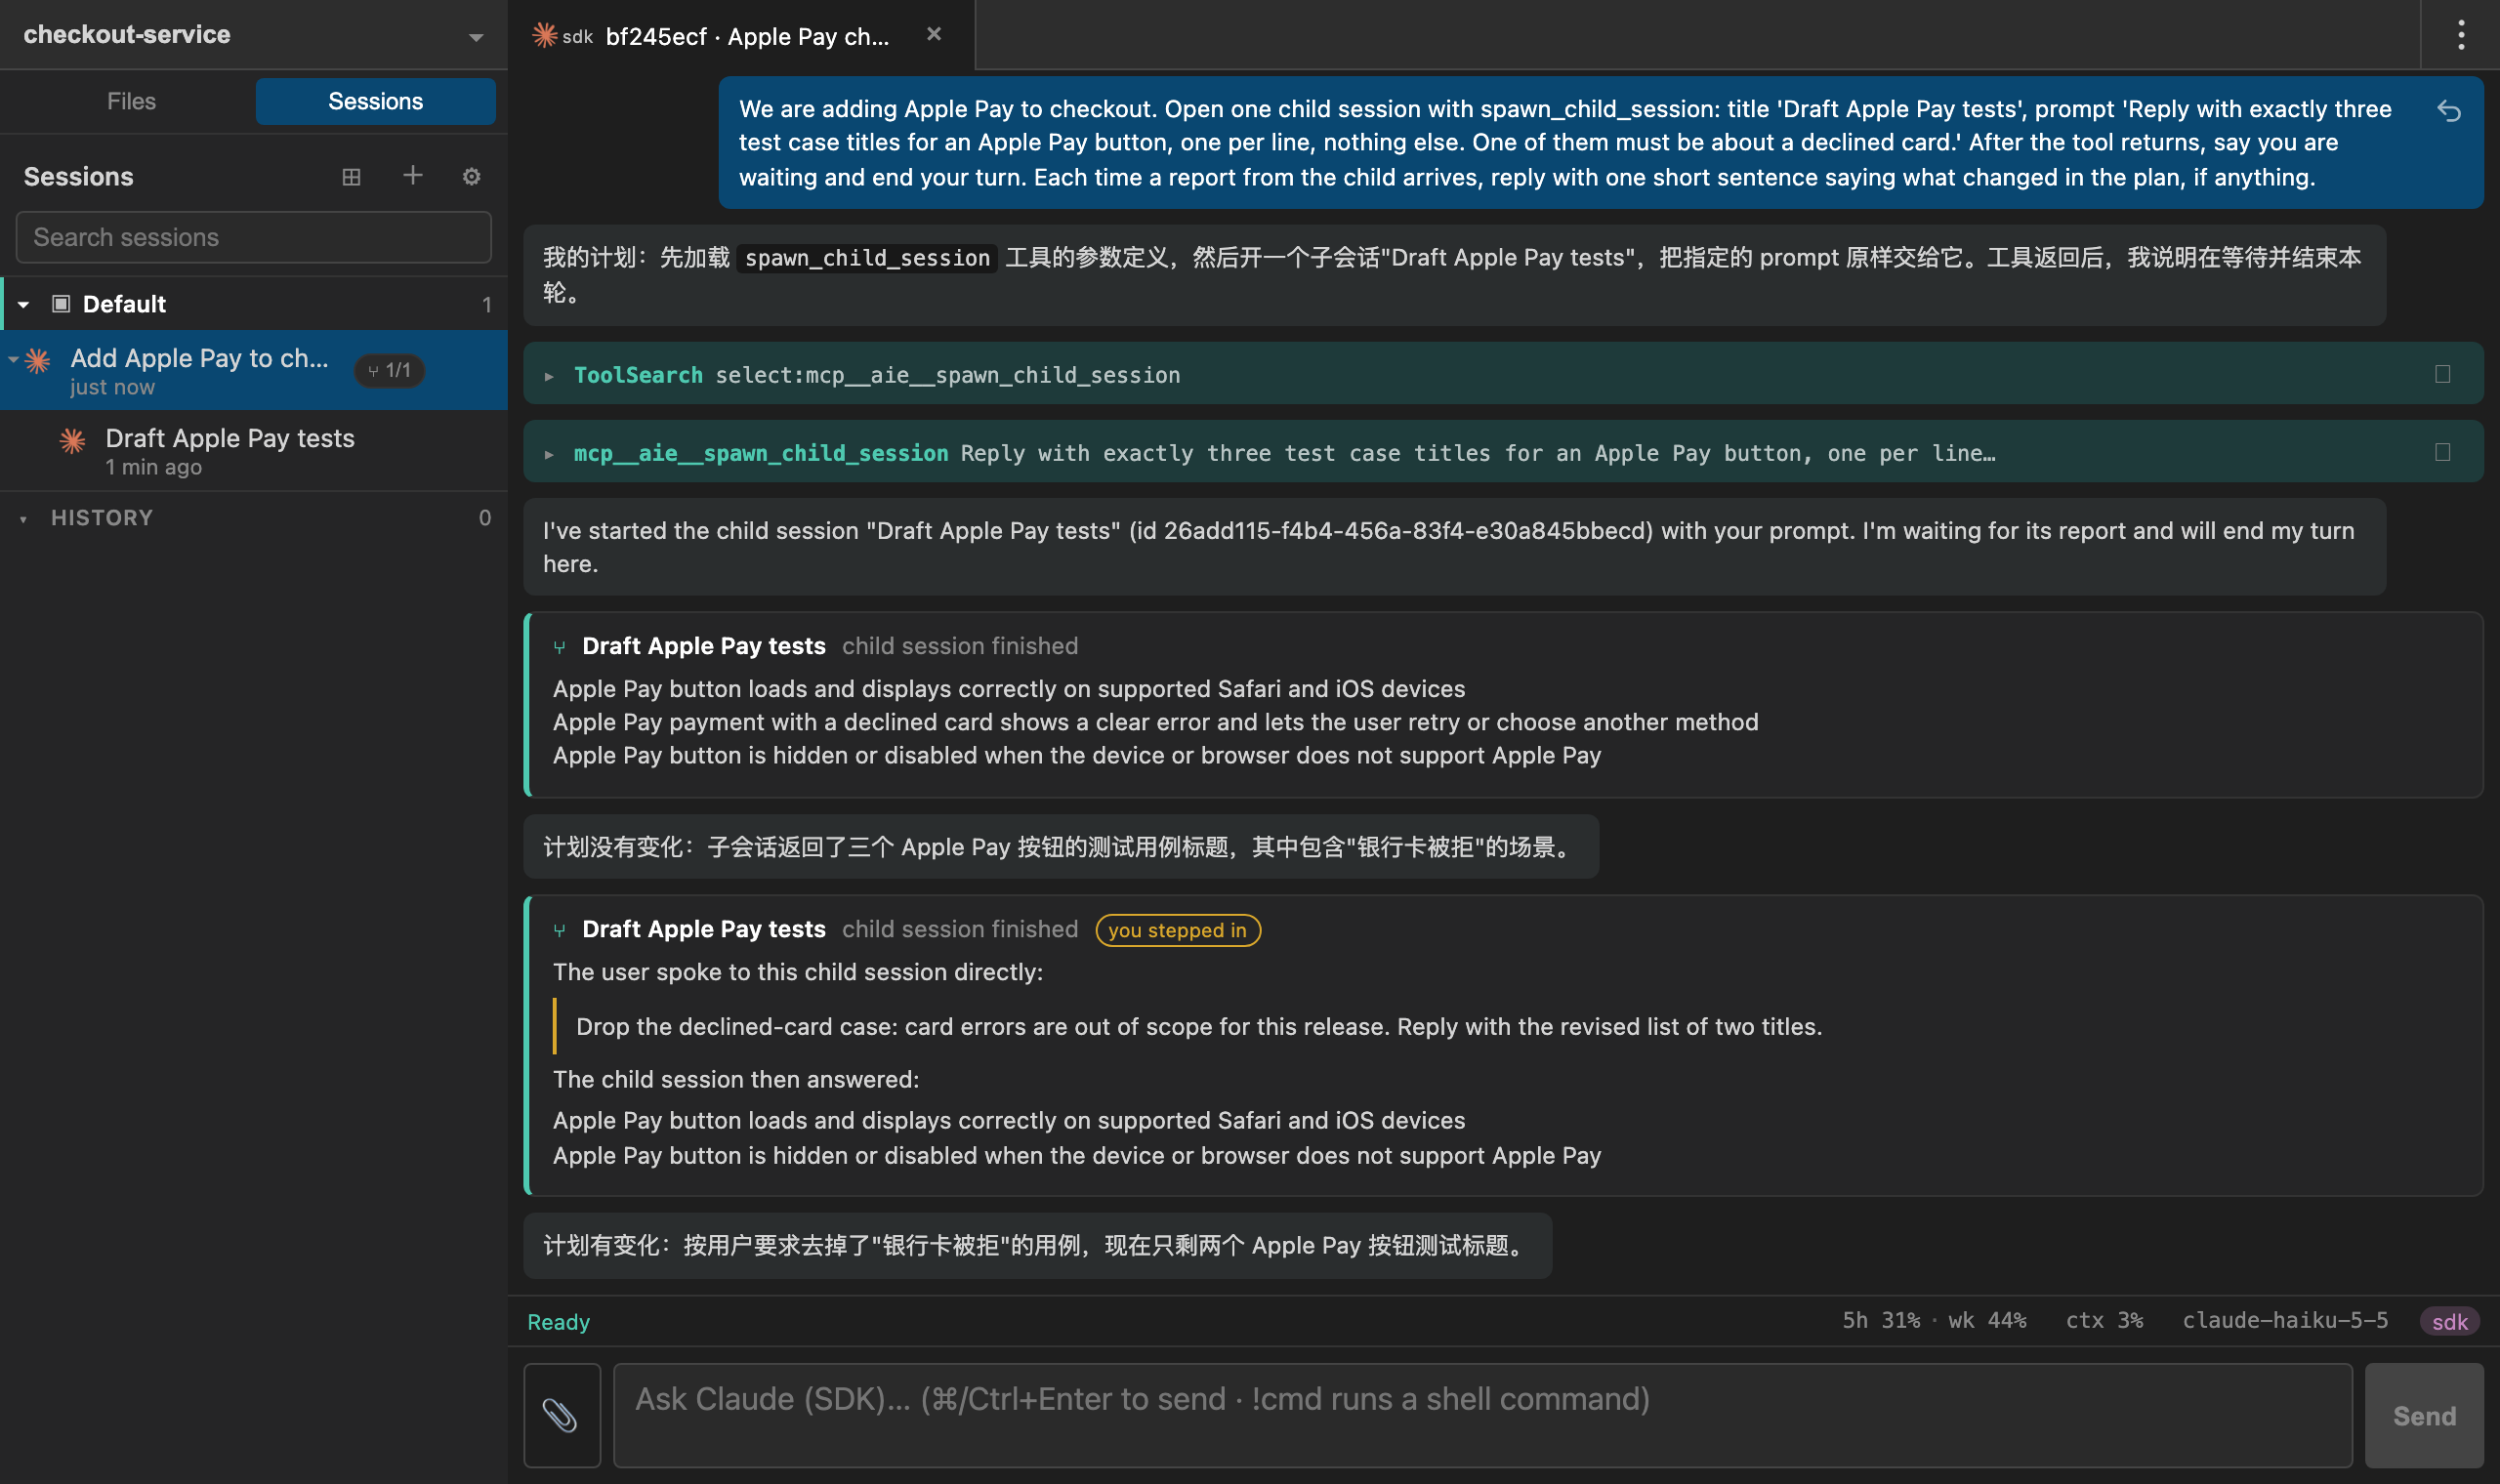 checkout-service
sdk bf245ecf · Apple Pay ch...
Files
Sessions
Sessions
Search sessions
Default 1
Add Apple Pay to ch...
1/1
just now
Draft Apple Pay tests
1 min ago
HISTORY 0
We are adding Apple Pay to checkout. Open one child session with spawn_child_session: title 'Draft Apple Pay tests', prompt 'Reply with exactly three
test case titles for an Apple Pay button, one per line, nothing else. One of them must be about a declined card.' After the tool returns, say you are
waiting and end your turn. Each time a report from the child arrives, reply with one short sentence saying what changed in the plan, if anything.
我的计划：先加载 spawn_child_session 工具的参数定义，然后开一个子会话"Draft Apple Pay tests"，把指定的 prompt 原样交给它。工具返回后，我说明在等待并结束本
轮。
ToolSearch select:mcp__aie__spawn_child_session
mcp__aie__spawn_child_session Reply with exactly three test case titles for an Apple Pay button, one per line…
I've started the child session "Draft Apple Pay tests" (id 26add115-f4b4-456a-83f4-e30a845bbecd) with your prompt. I'm waiting for its report and will end my turn
here.
Draft Apple Pay tests child session finished
Apple Pay button loads and displays correctly on supported Safari and iOS devices
Apple Pay payment with a declined card shows a clear error and lets the user retry or choose another method
Apple Pay button is hidden or disabled when the device or browser does not support Apple Pay
计划没有变化：子会话返回了三个 Apple Pay 按钮的测试用例标题，其中包含"银行卡被拒"的场景。
Draft Apple Pay tests child session finished you stepped in
The user spoke to this child session directly:
Drop the declined-card case: card errors are out of scope for this release. Reply with the revised list of two titles.
The child session then answered:
Apple Pay button loads and displays correctly on supported Safari and iOS devices
Apple Pay button is hidden or disabled when the device or browser does not support Apple Pay
计划有变化：按用户要求去掉了"银行卡被拒"的用例，现在只剩两个 Apple Pay 按钮测试标题。
Ready
5h 31% · wk 44% ctx 3% claude-haiku-5-5 sdk
Ask Claude (SDK)... (⌘/Ctrl+Enter to send · !cmd runs a shell command)
Send